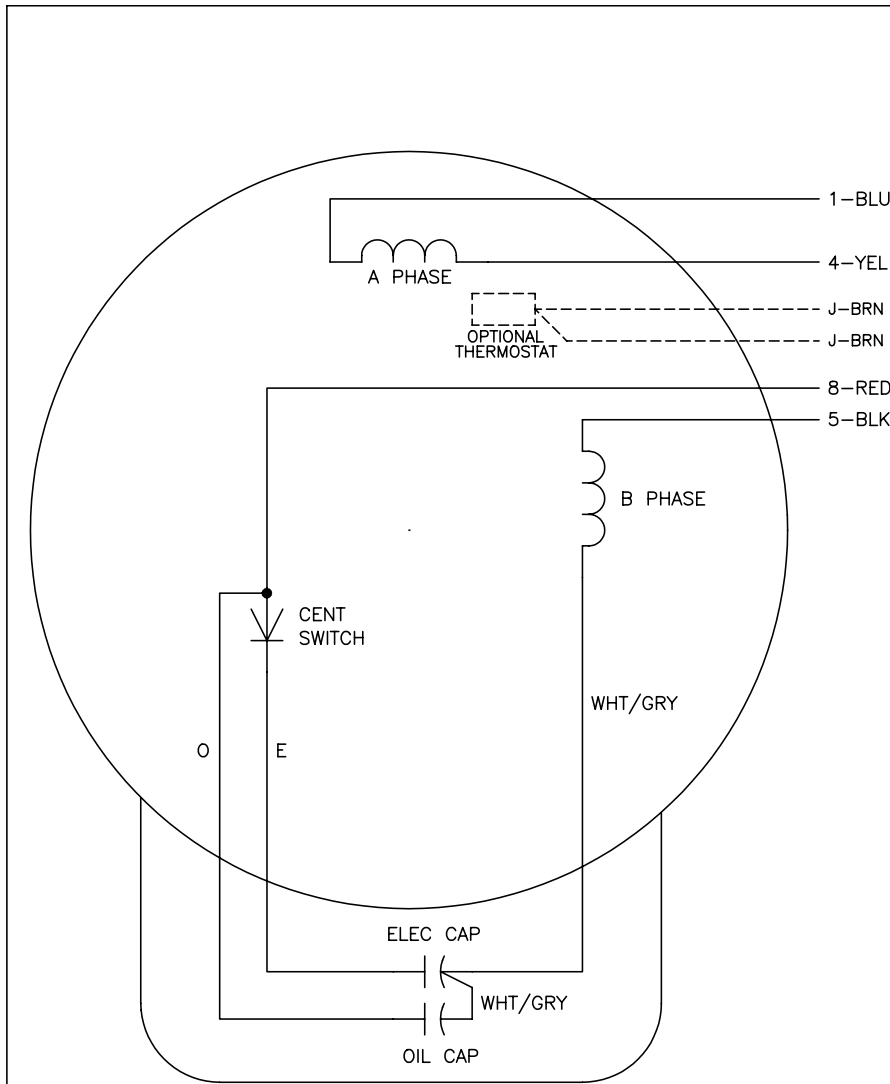 1-BLU
4-YEL
A PHASE
J-BRN
OPTIONAL
THERMOSTAT
J-BRN
8-RED
5-BLK
B PHASE
CENT
SWITCH
WHT/GRY
O
E
ELEC CAP
WHT/GRY
OIL CAP